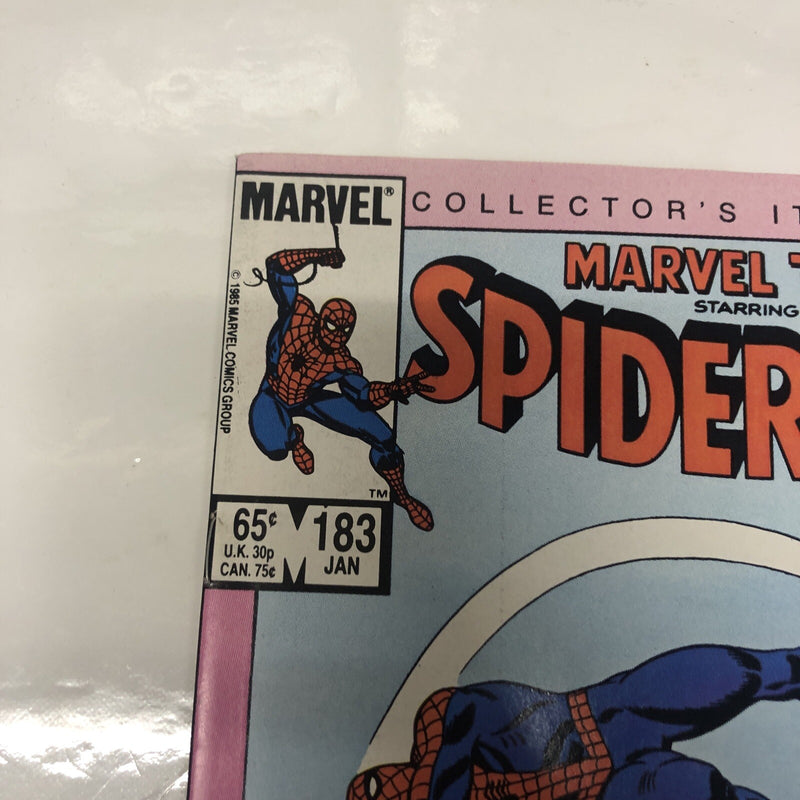 MARVEL®
COLLECTOR'S IT
MARVEL T
STARRING
SPIDER
© 1985 MARVEL COMICS GROUP
TM
65¢
U.K. 30p
CAN. 75¢
183
JAN